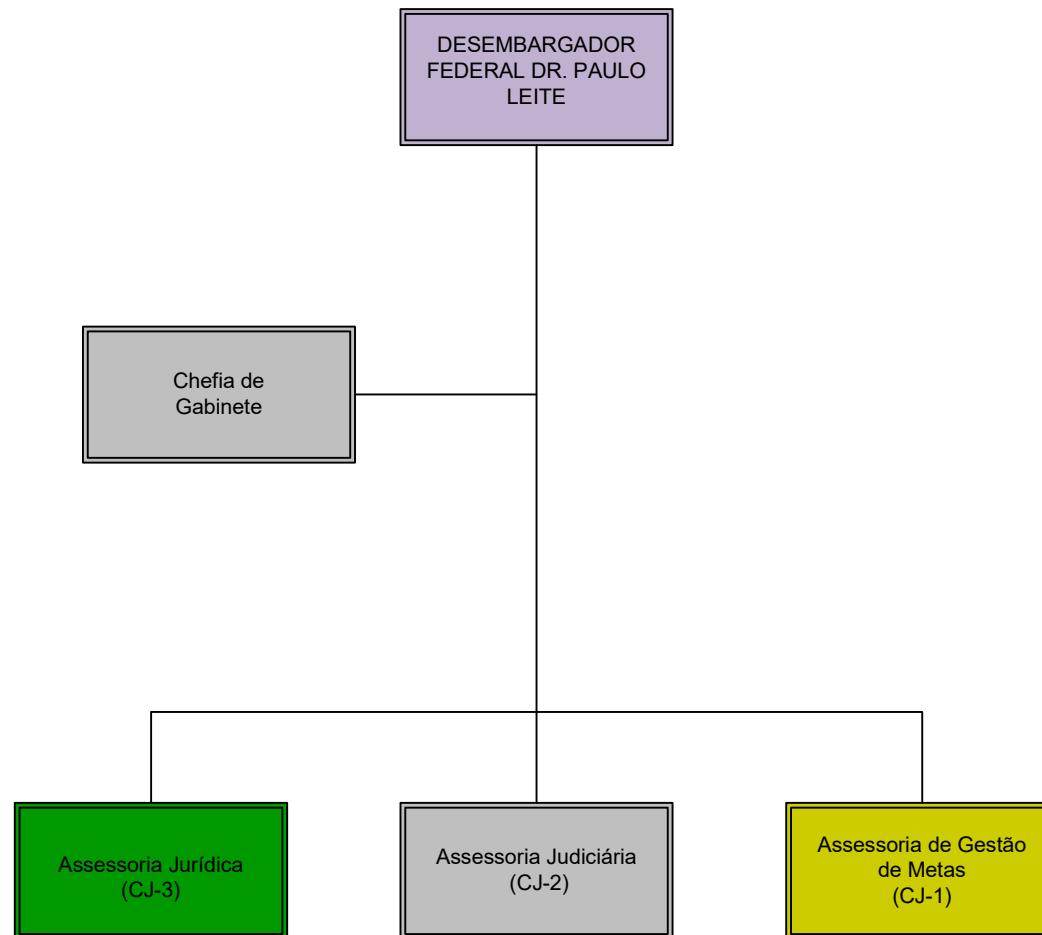 DESEMBARGADOR
FEDERAL DR. PAULO
LEITE
Chefia de
Gabinete
Assessoria Jurídica
(CJ-3)
Assessoria Judiciária
(CJ-2)
Assessoria de Gestão
de Metas
(CJ-1)